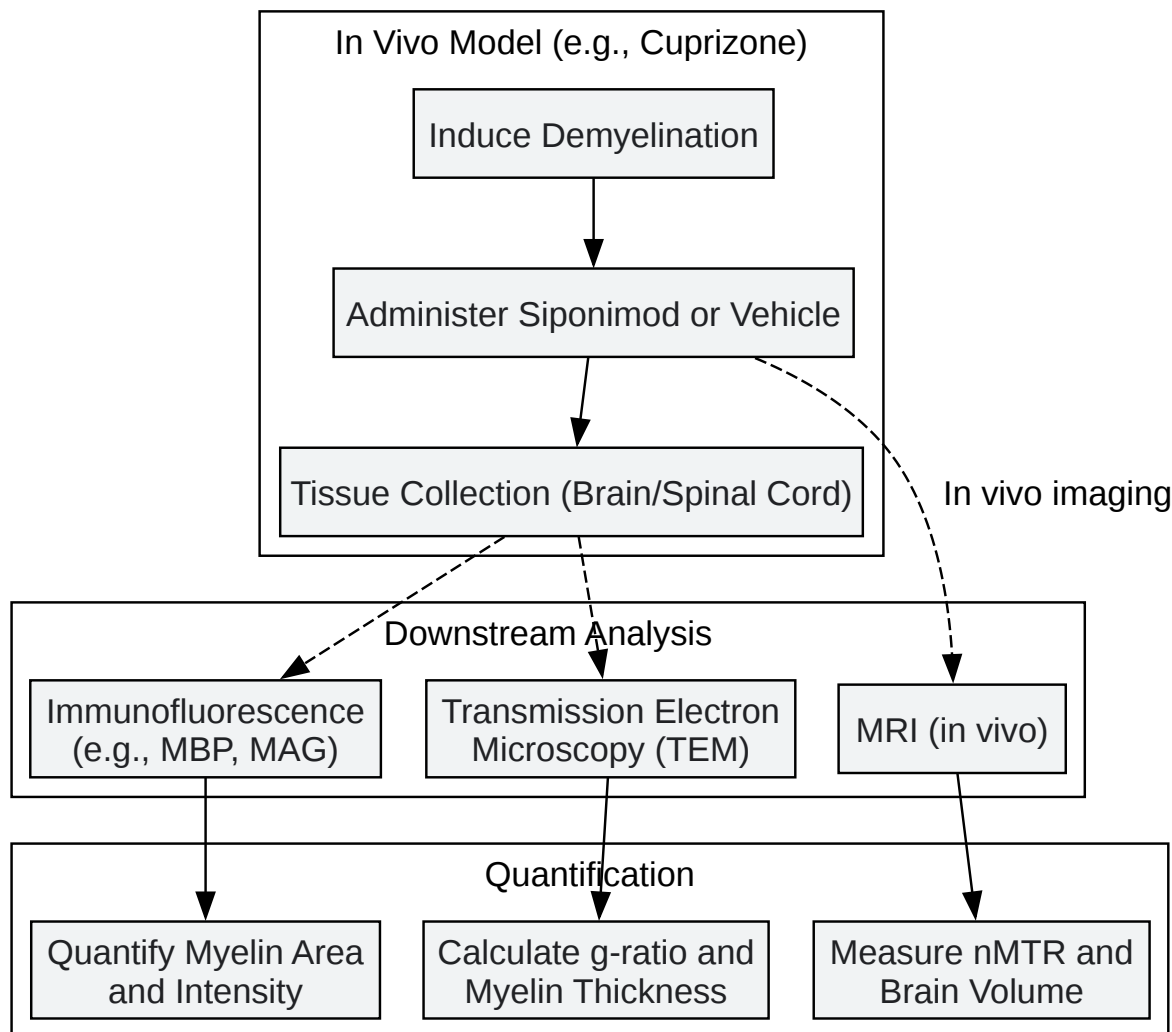 In Vivo Model (e.g., Cuprizone)
Induce Demyelination
Administer Siponimod or Vehicle
Tissue Collection (Brain/Spinal Cord)
In vivo imaging
Downstream Analysis
Immunofluorescence
(e.g., MBP, MAG)
Transmission Electron
Microscopy (TEM)
MRI (in vivo)
Quantification
Quantify Myelin Area
and Intensity
Calculate g-ratio and
Myelin Thickness
Measure nMTR and
Brain Volume